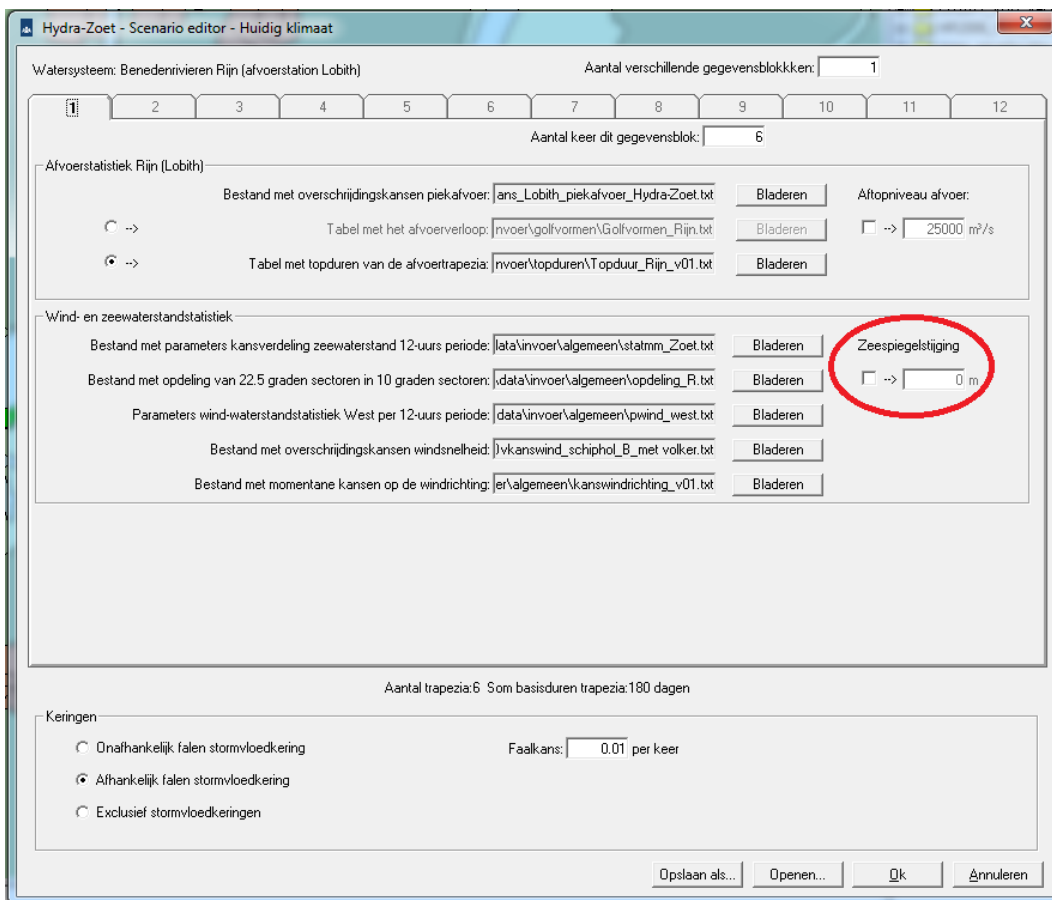 Hydra-Zoet - Scenario editor - Huidig klimaat
Watersysteem: Benedenrivieren Rijn (afvoerstation Lobith)
Aantal verschillende gegevensblokkken: 1
1 2 3 4 5 6 7 8 9 10 11 12
Aantal keer dit gegevensblok: 6
Afvoerstatistiek Rijn (Lobith)
Bestand met overschrijdingskansen piekafvoer: ans_Lobith_piekafvoer_Hydra-Zoet.txt Bladeren Aftopniveau afvoer:
--> Tabel met het afvoerverloop: nvoer\golfvormen\Golfvormen_Rijn.txt Bladeren --> 25000 m³/s
--> Tabel met topduren van de afvoertrapezia: nvoer\topduren\Topduur_Rijn_v01.txt Bladeren
Wind- en zeewaterstandstatistiek
Bestand met parameters kansverdeling zeewaterstand 12-uurs periode: lata\invoer\algemeen\statmm_Zoet.txt Bladeren Zeespiegelstijging
Bestand met opdeling van 22.5 graden sectoren in 10 graden sectoren: \data\invoer\algemeen\opdeling_R.txt Bladeren --> 0 m
Parameters wind-waterstandstatistiek West per 12-uurs periode: data\invoer\algemeen\pwind_west.txt Bladeren
Bestand met overschrijdingskansen windsnelheid: )vkanswind_schiphol_B_met volker.txt Bladeren
Bestand met momentane kansen op de windrichting: er\algemeen\kanswindrichting_v01.txt Bladeren
Aantal trapezia:6 Som basisduren trapezia:180 dagen
Keringen
Onafhankelijk falen stormvloedkering Faalkans: 0.01 per keer
Afhankelijk falen stormvloedkering
Exclusief stormvloedkeringen
Opslaan als... Openen... Ok Annuleren